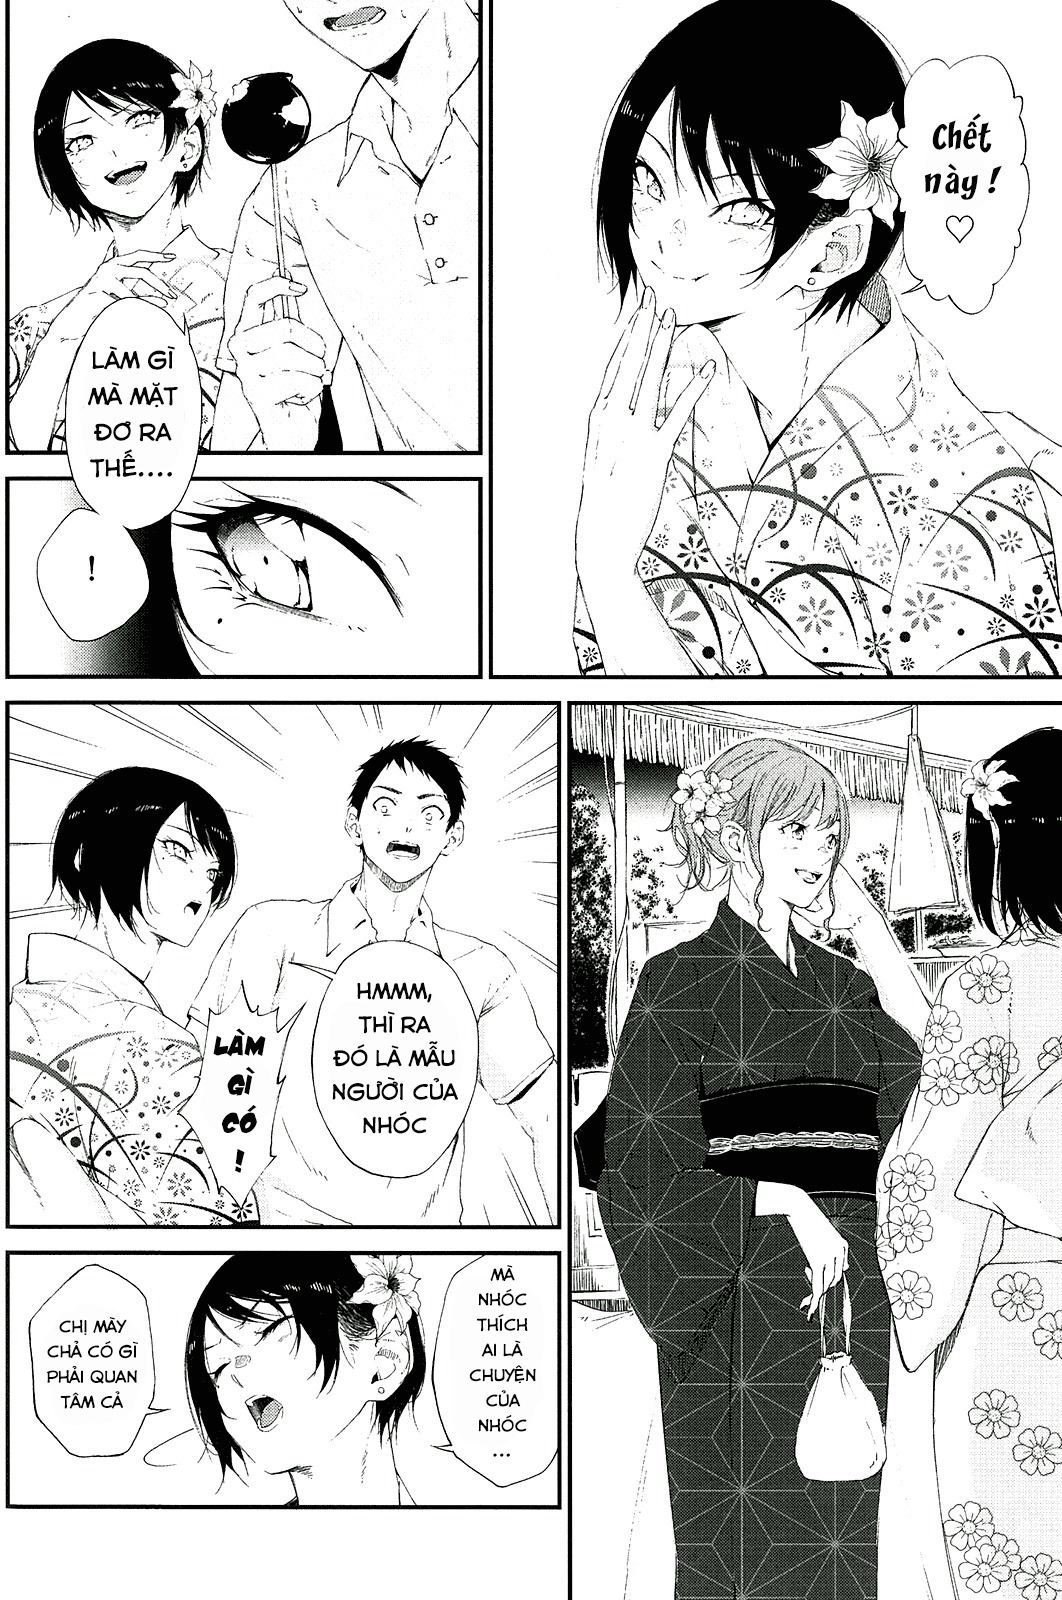 Chết
này !
♡
LÀM GÌ
MÀ MẶT
ĐƠ RA
THẾ....
!
HMMM,
THÌ RA
ĐÓ LÀ MẪU
NGƯỜI CỦA
NHÓC
LÀM
GÌ
CÓ
!
MÀ
NHÓC
THÍCH
AI LÀ
CHUYỆN
CỦA
NHÓC
...
CHỊ MÀY
CHẢ CÓ GÌ
PHẢI QUAN
TÂM CẢ